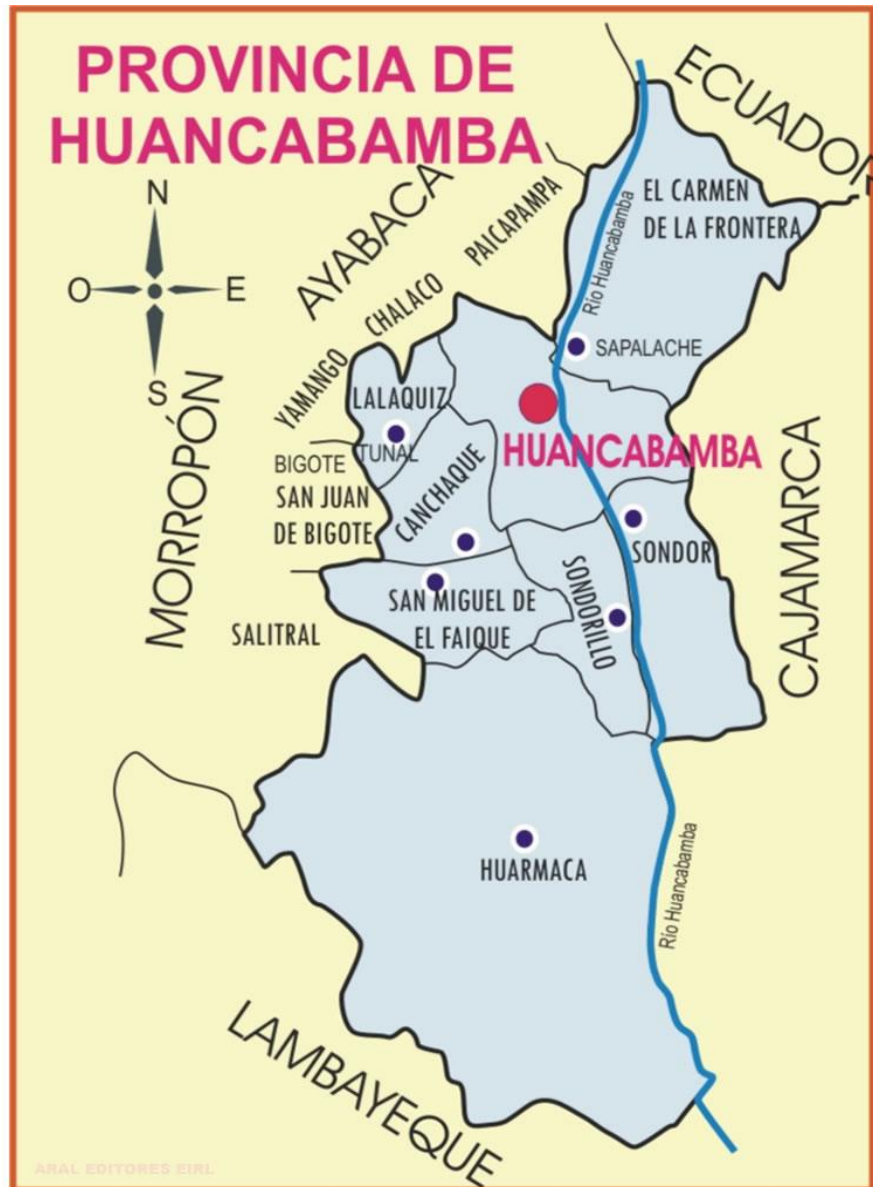 PROVINCIA DE
HUANCABAMBA
ECUADOR
N
O
E
S
AYABACA
PAICAPAMPA
CHALACO
YAMANGO
MORROPÓN
EL CARMEN
DE LA FRONTERA
Río Huancabamba
SAPALACHE
LALAQUIZ
TUNAL
HUANCABAMBA
BIGOTE
SAN JUAN
DE BIGOTE
CANCHAQUE
SONDOR
SONDORILLO
CAJAMARCA
SAN MIGUEL DE
EL FAIQUE
SALITRAL
HUARMACA
Río Huancabamba
LAMBAYEQUE
ARAL EDITORES EIRL